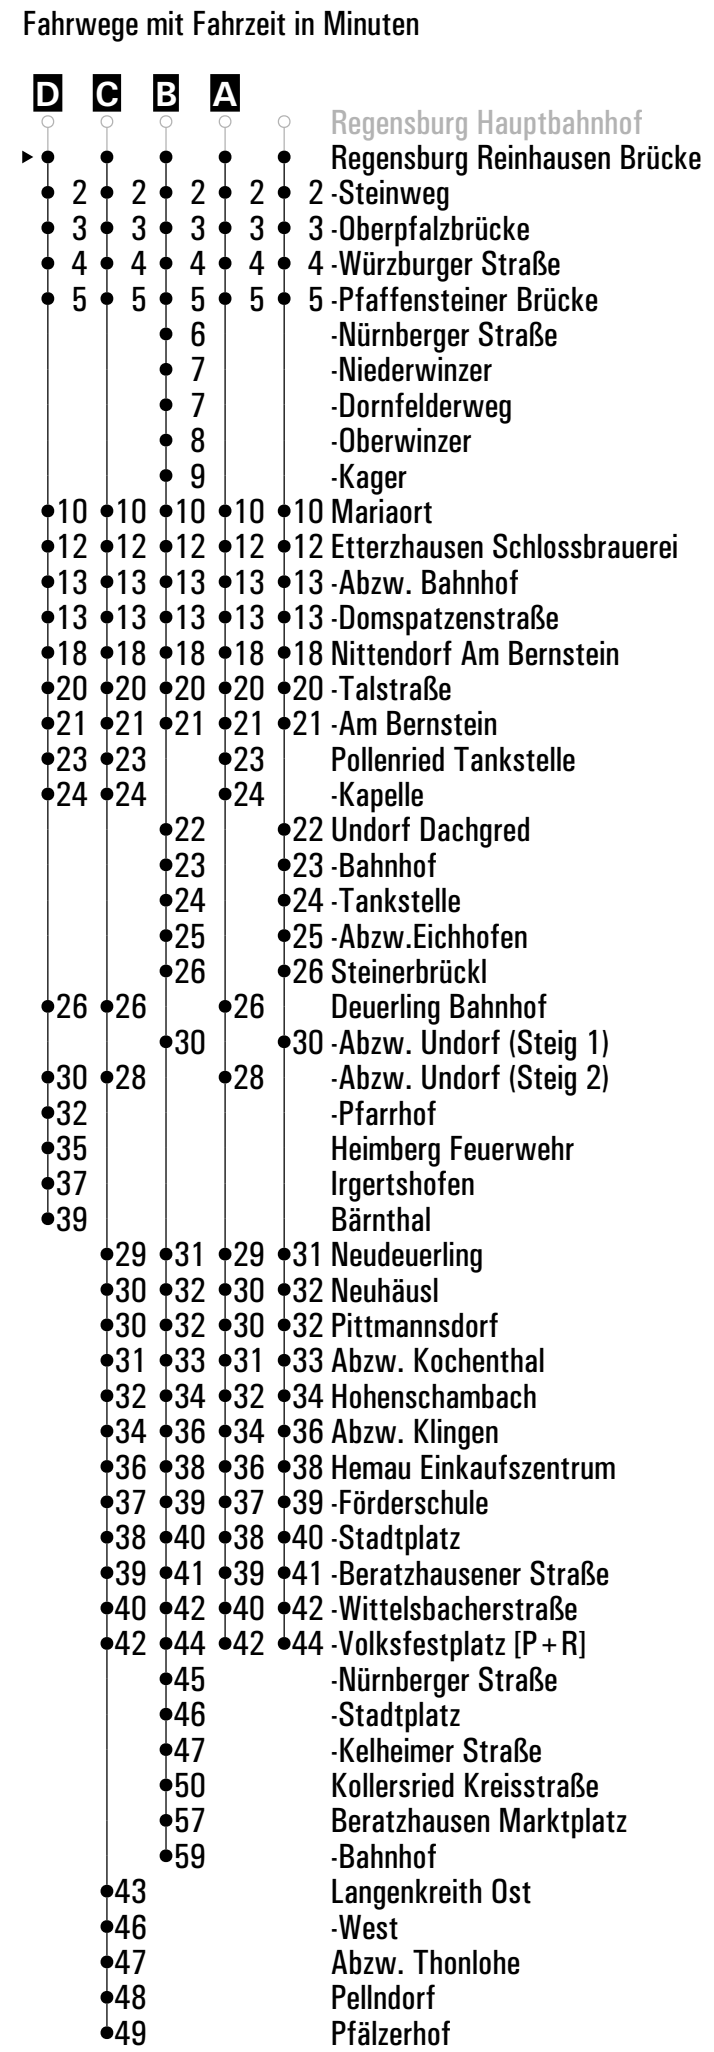 Fahrwege mit Fahrzeit in Minuten
D C B A
Regensburg Hauptbahnhof
Regensburg Reinhausen Brücke
2 2 2 2 2 -Steinweg
3 3 3 3 3 -Oberpfalzbrücke
4 4 4 4 4 -Würzburger Straße
5 5 5 5 5 -Pfaffensteiner Brücke
6 -Nürnberger Straße
7 -Niederwinzer
7 -Dornfelderweg
8 -Oberwinzer
9 -Kager
10 10 10 10 10 Mariaort
12 12 12 12 12 Etterzhausen Schlossbrauerei
13 13 13 13 13 -Abzw. Bahnhof
13 13 13 13 13 -Domspatzenstraße
18 18 18 18 18 Nittendorf Am Bernstein
20 20 20 20 20 -Talstraße
21 21 21 21 21 -Am Bernstein
23 23 23 Pollenried Tankstelle
24 24 24 -Kapelle
22 22 Undorf Dachgred
23 23 -Bahnhof
24 24 -Tankstelle
25 25 -Abzw.Eichhofen
26 26 Steinerbrückl
26 26 26 Deuerling Bahnhof
30 30 -Abzw. Undorf (Steig 1)
30 28 28 -Abzw. Undorf (Steig 2)
32 -Pfarrhof
35 Heimberg Feuerwehr
37 Irgertshofen
39 Bärnthal
29 31 29 31 Neudeuerling
30 32 30 32 Neuhäusl
30 32 30 32 Pittmannsdorf
31 33 31 33 Abzw. Kochenthal
32 34 32 34 Hohenschambach
34 36 34 36 Abzw. Klingen
36 38 36 38 Hemau Einkaufszentrum
37 39 37 39 -Förderschule
38 40 38 40 -Stadtplatz
39 41 39 41 -Beratzhausener Straße
40 42 40 42 -Wittelsbacherstraße
42 44 42 44 -Volksfestplatz [P+R]
45 -Nürnberger Straße
46 -Stadtplatz
47 -Kelheimer Straße
50 Kollersried Kreisstraße
57 Beratzhausen Marktplatz
59 -Bahnhof
43 Langenkreith Ost
46 -West
47 Abzw. Thonlohe
48 Pellndorf
49 Pfälzerhof